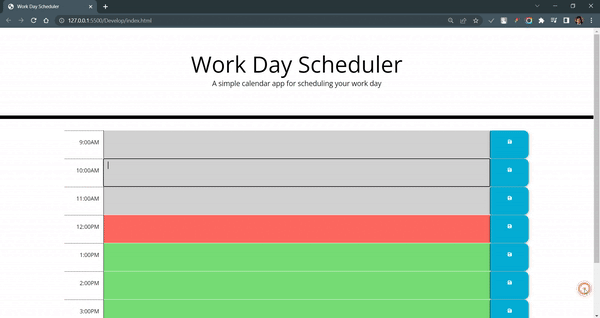 Work Day Scheduler
127.0.0.1:5500/Develop/index.html
Work Day Scheduler
A simple calendar app for scheduling your work day
9:00AM
10:00AM
11:00AM
12:00PM
1:00PM
2:00PM
3:00PM